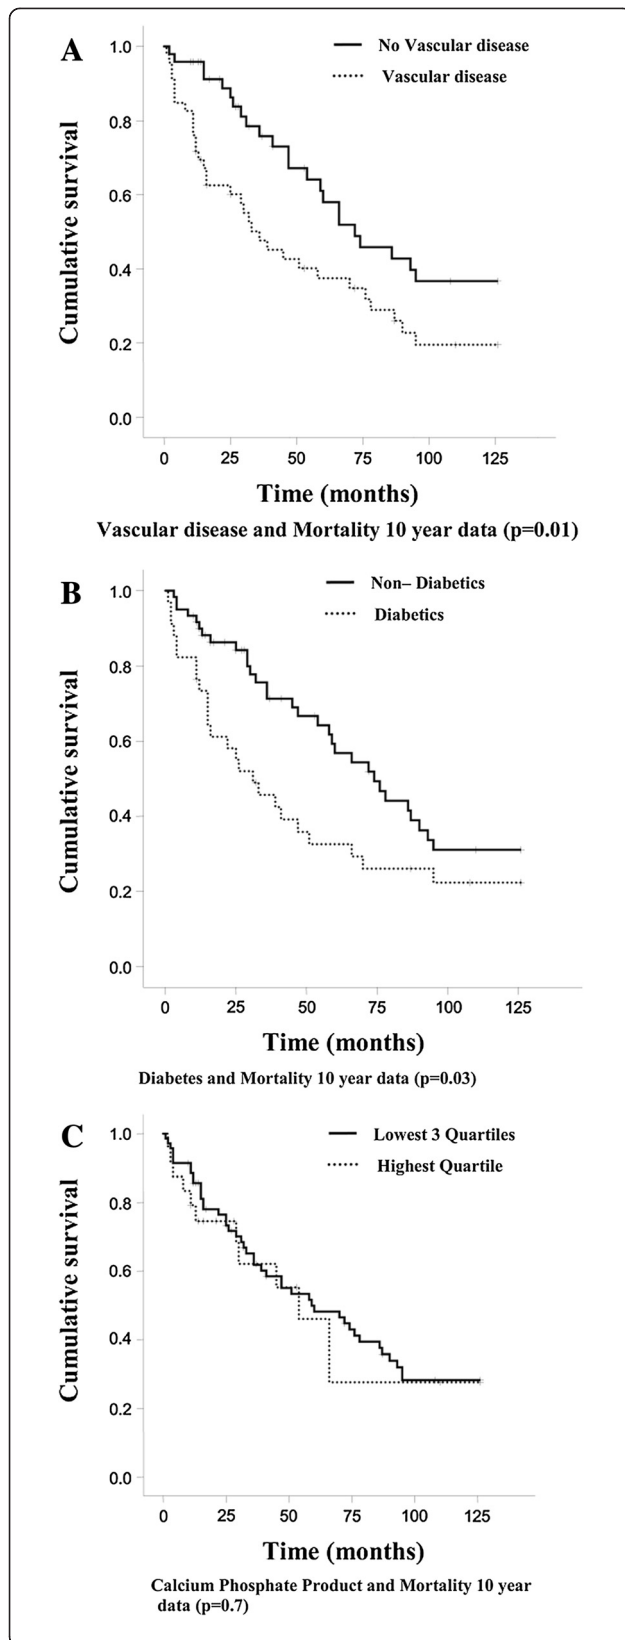 A
No Vascular disease
Vascular disease
Cumulative survival
1.0
0.8
0.6
0.4
0.2
0.0
0 25 50 75 100 125
Time (months)
Vascular disease and Mortality 10 year data (p=0.01)
B
Non– Diabetics
Diabetics
Cumulative survival
1.0
0.8
0.6
0.4
0.2
0.0
0 25 50 75 100 125
Time (months)
Diabetes and Mortality 10 year data (p=0.03)
C
Lowest 3 Quartiles
Highest Quartile
Cumulative survival
1.0
0.8
0.6
0.4
0.2
0.0
0 25 50 75 100 125
Time (months)
Calcium Phosphate Product and Mortality 10 year
data (p=0.7)